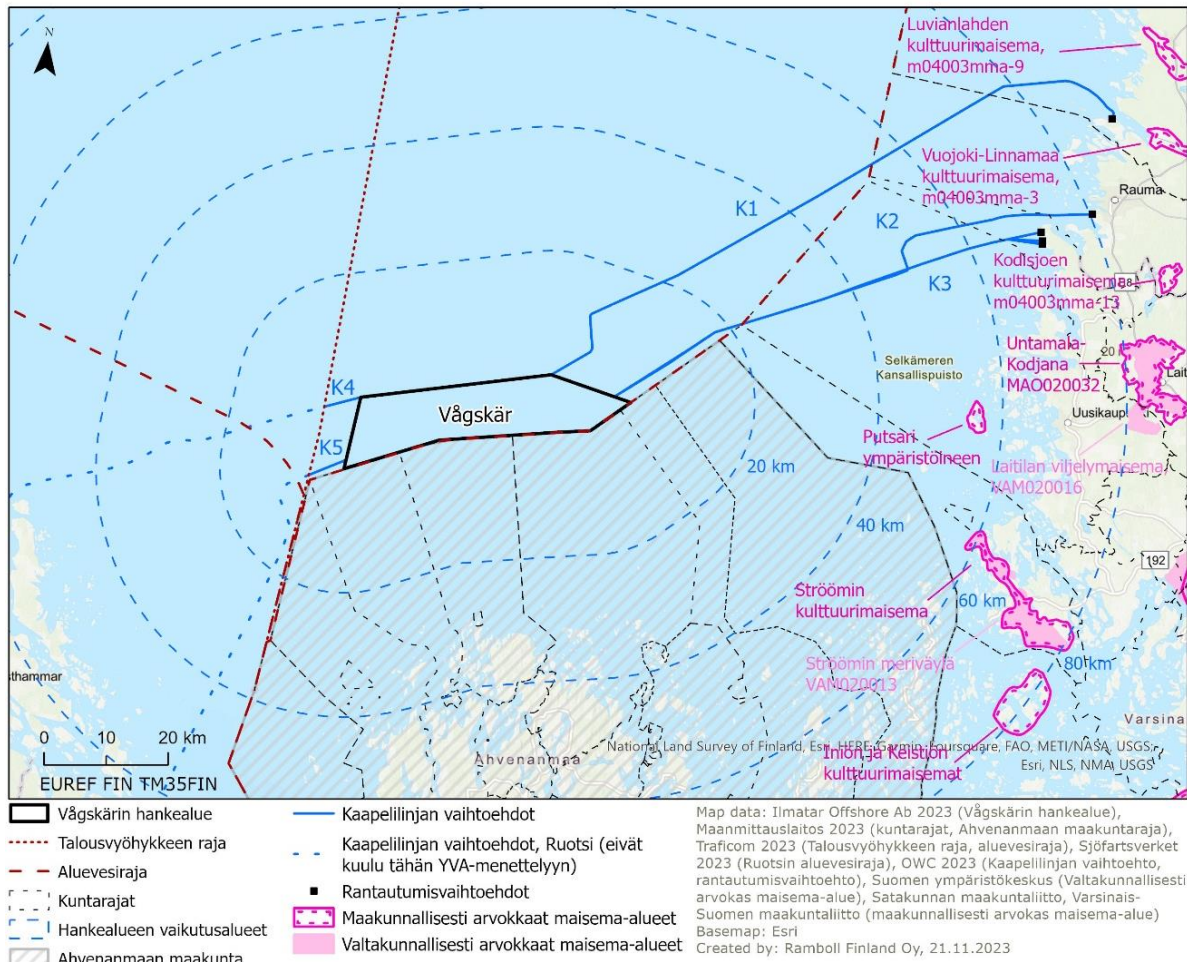 N
Luvianlahden
kulttuurimaisema,
m04003mma-9
Vuojoki-Linnamaa
kulttuurimaisema,
m04003mma-3
Rauma
K1
K2
K3
Kodisjoen
kulttuurimaisema
m04003mma-13
Untamala-
Kodjana
MAO020032
Selkämeren
Kansallispuisto
K4
Vågskär
K5
Uusikaup
Putsari
ympäristöineen
Laitilan viljelymaisema,
VAM020016
20 km
40 km
192
Ströömin
kulttuurimaisema
60 km
Ströömin meriväylä
VAM020013
80 km
sthammar
Varsina
0 10 20 km
Ahvenanmaa
National Land Survey of Finland, Esri, HERE, Garmin, Foursquare, FAO, METI/NASA, USGS;
Esri, NLS, NMA, USGS
Iniön ja Keistiön
kulttuurimaisemat
EUREF FIN TM35FIN
Vågskärin hankealue
Talousvyöhykkeen raja
Aluevesiraja
Kuntarajat
Hankealueen vaikutusalueet
Ahvenanmaan maakunta
Kaapelilinjan vaihtoehdot
Kaapelilinjan vaihtoehdot, Ruotsi (eivät
kuulu tähän YVA-menettelyyn)
Rantautumisvaihtoehdot
Maakunnallisesti arvokkaat maisema-alueet
Valtakunnallisesti arvokkaat maisema-alueet
Map data: Ilmatar Offshore Ab 2023 (Vågskärin hankealue),
Maanmittauslaitos 2023 (kuntarajat, Ahvenanmaan maakuntaraja),
Traficom 2023 (Talousvyöhykkeen raja, aluevesiraja), Sjöfartsverket
2023 (Ruotsin aluevesiraja), OWC 2023 (Kaapelilinjan vaihtoehto,
rantautumisvaihtoehto), Suomen ympäristökeskus (Valtakunnallisesti
arvokas maisema-alue), Satakunnan maakuntaliitto, Varsinais-
Suomen maakuntaliitto (maakunnallisesti arvokas maisema-alue)
Basemap: Esri
Created by: Ramboll Finland Oy, 21.11.2023